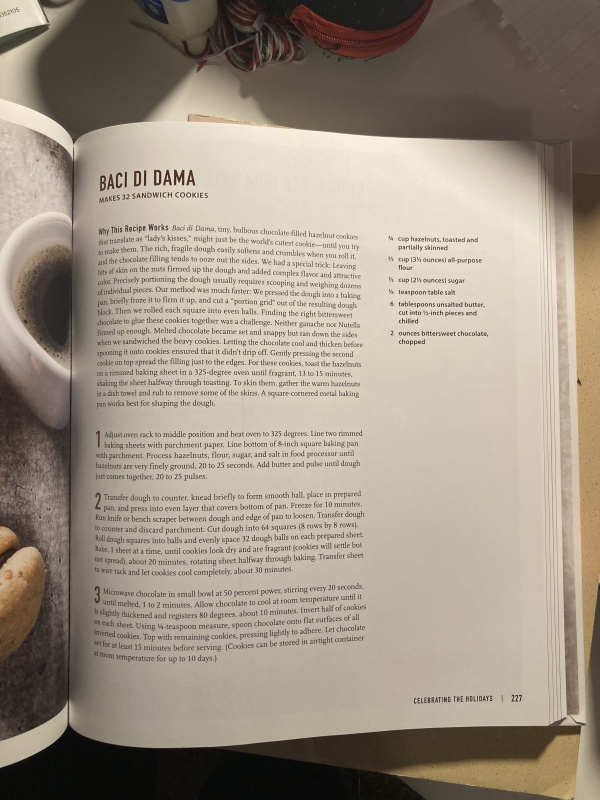 BACI DI DAMA
MAKES 32 SANDWICH COOKIES
Why This Recipe Works Baci di Dama, tiny, bulbous chocolate-filled hazelnut cookies
that translate as "lady's kisses," might just be the world's cutest cookie—until you try
to make them. The rich, fragile dough easily softens and crumbles when you roll it,
and the chocolate filling tends to ooze out the sides. We had a special trick: Leaving
bits of skin on the nuts firmed up the dough and added complex flavor and attractive
color. Precisely portioning the dough usually requires scooping and weighing dozens
of individual pieces. Our method was much faster: We pressed the dough into a baking
pan, briefly froze it to firm it up, and cut a "portion grid" out of the resulting dough
block. Then we rolled each square into even balls. Finding the right bittersweet
chocolate to glue these cookies together was a challenge. Neither ganache nor Nutella
firmed up enough. Melted chocolate became set and snappy but ran down the sides
when we sandwiched the heavy cookies. Letting the chocolate cool and thicken before
spooning it onto cookies ensured that it didn't drip off. Gently pressing the second
cookie on top spread the filling just to the edges. For these cookies, toast the hazelnuts
on a rimmed baking sheet in a 325-degree oven until fragrant, 13 to 15 minutes,
shaking the sheet halfway through toasting. To skin them, gather the warm hazelnuts
in a dish towel and rub to remove some of the skins. A square-cornered metal baking
pan works best for shaping the dough.
1 Adjust oven rack to middle position and heat oven to 325 degrees. Line two rimmed
baking sheets with parchment paper. Line bottom of 8-inch square baking pan
with parchment. Process hazelnuts, flour, sugar, and salt in food processor until
hazelnuts are very finely ground, 20 to 25 seconds. Add butter and pulse until dough
just comes together, 20 to 25 pulses.
2 Transfer dough to counter, knead briefly to form smooth ball, place in prepared
pan, and press into even layer that covers bottom of pan. Freeze for 10 minutes.
Run knife or bench scraper between dough and edge of pan to loosen. Transfer dough
to counter and discard parchment. Cut dough into 64 squares (8 rows by 8 rows).
Roll dough squares into balls and evenly space 32 dough balls on each prepared sheet.
Bake, 1 sheet at a time, until cookies look dry and are fragrant (cookies will settle but
not spread), about 20 minutes, rotating sheet halfway through baking. Transfer sheet
to wire rack and let cookies cool completely, about 30 minutes.
3 Microwave chocolate in small bowl at 50 percent power, stirring every 20 seconds,
until melted, 1 to 2 minutes. Allow chocolate to cool at room temperature until it
is slightly thickened and registers 80 degrees, about 10 minutes. Invert half of cookies
on each sheet. Using ¼-teaspoon measure, spoon chocolate onto flat surfaces of all
inverted cookies. Top with remaining cookies, pressing lightly to adhere. Let chocolate
set for at least 15 minutes before serving. (Cookies can be stored in airtight container
at room temperature for up to 10 days.)
¾ cup hazelnuts, toasted and
partially skinned
⅔ cup (3⅓ ounces) all-purpose
flour
⅓ cup (2⅓ ounces) sugar
⅛ teaspoon table salt
6 tablespoons unsalted butter,
cut into ½-inch pieces and
chilled
2 ounces bittersweet chocolate,
chopped
CELEBRATING THE HOLIDAYS | 227